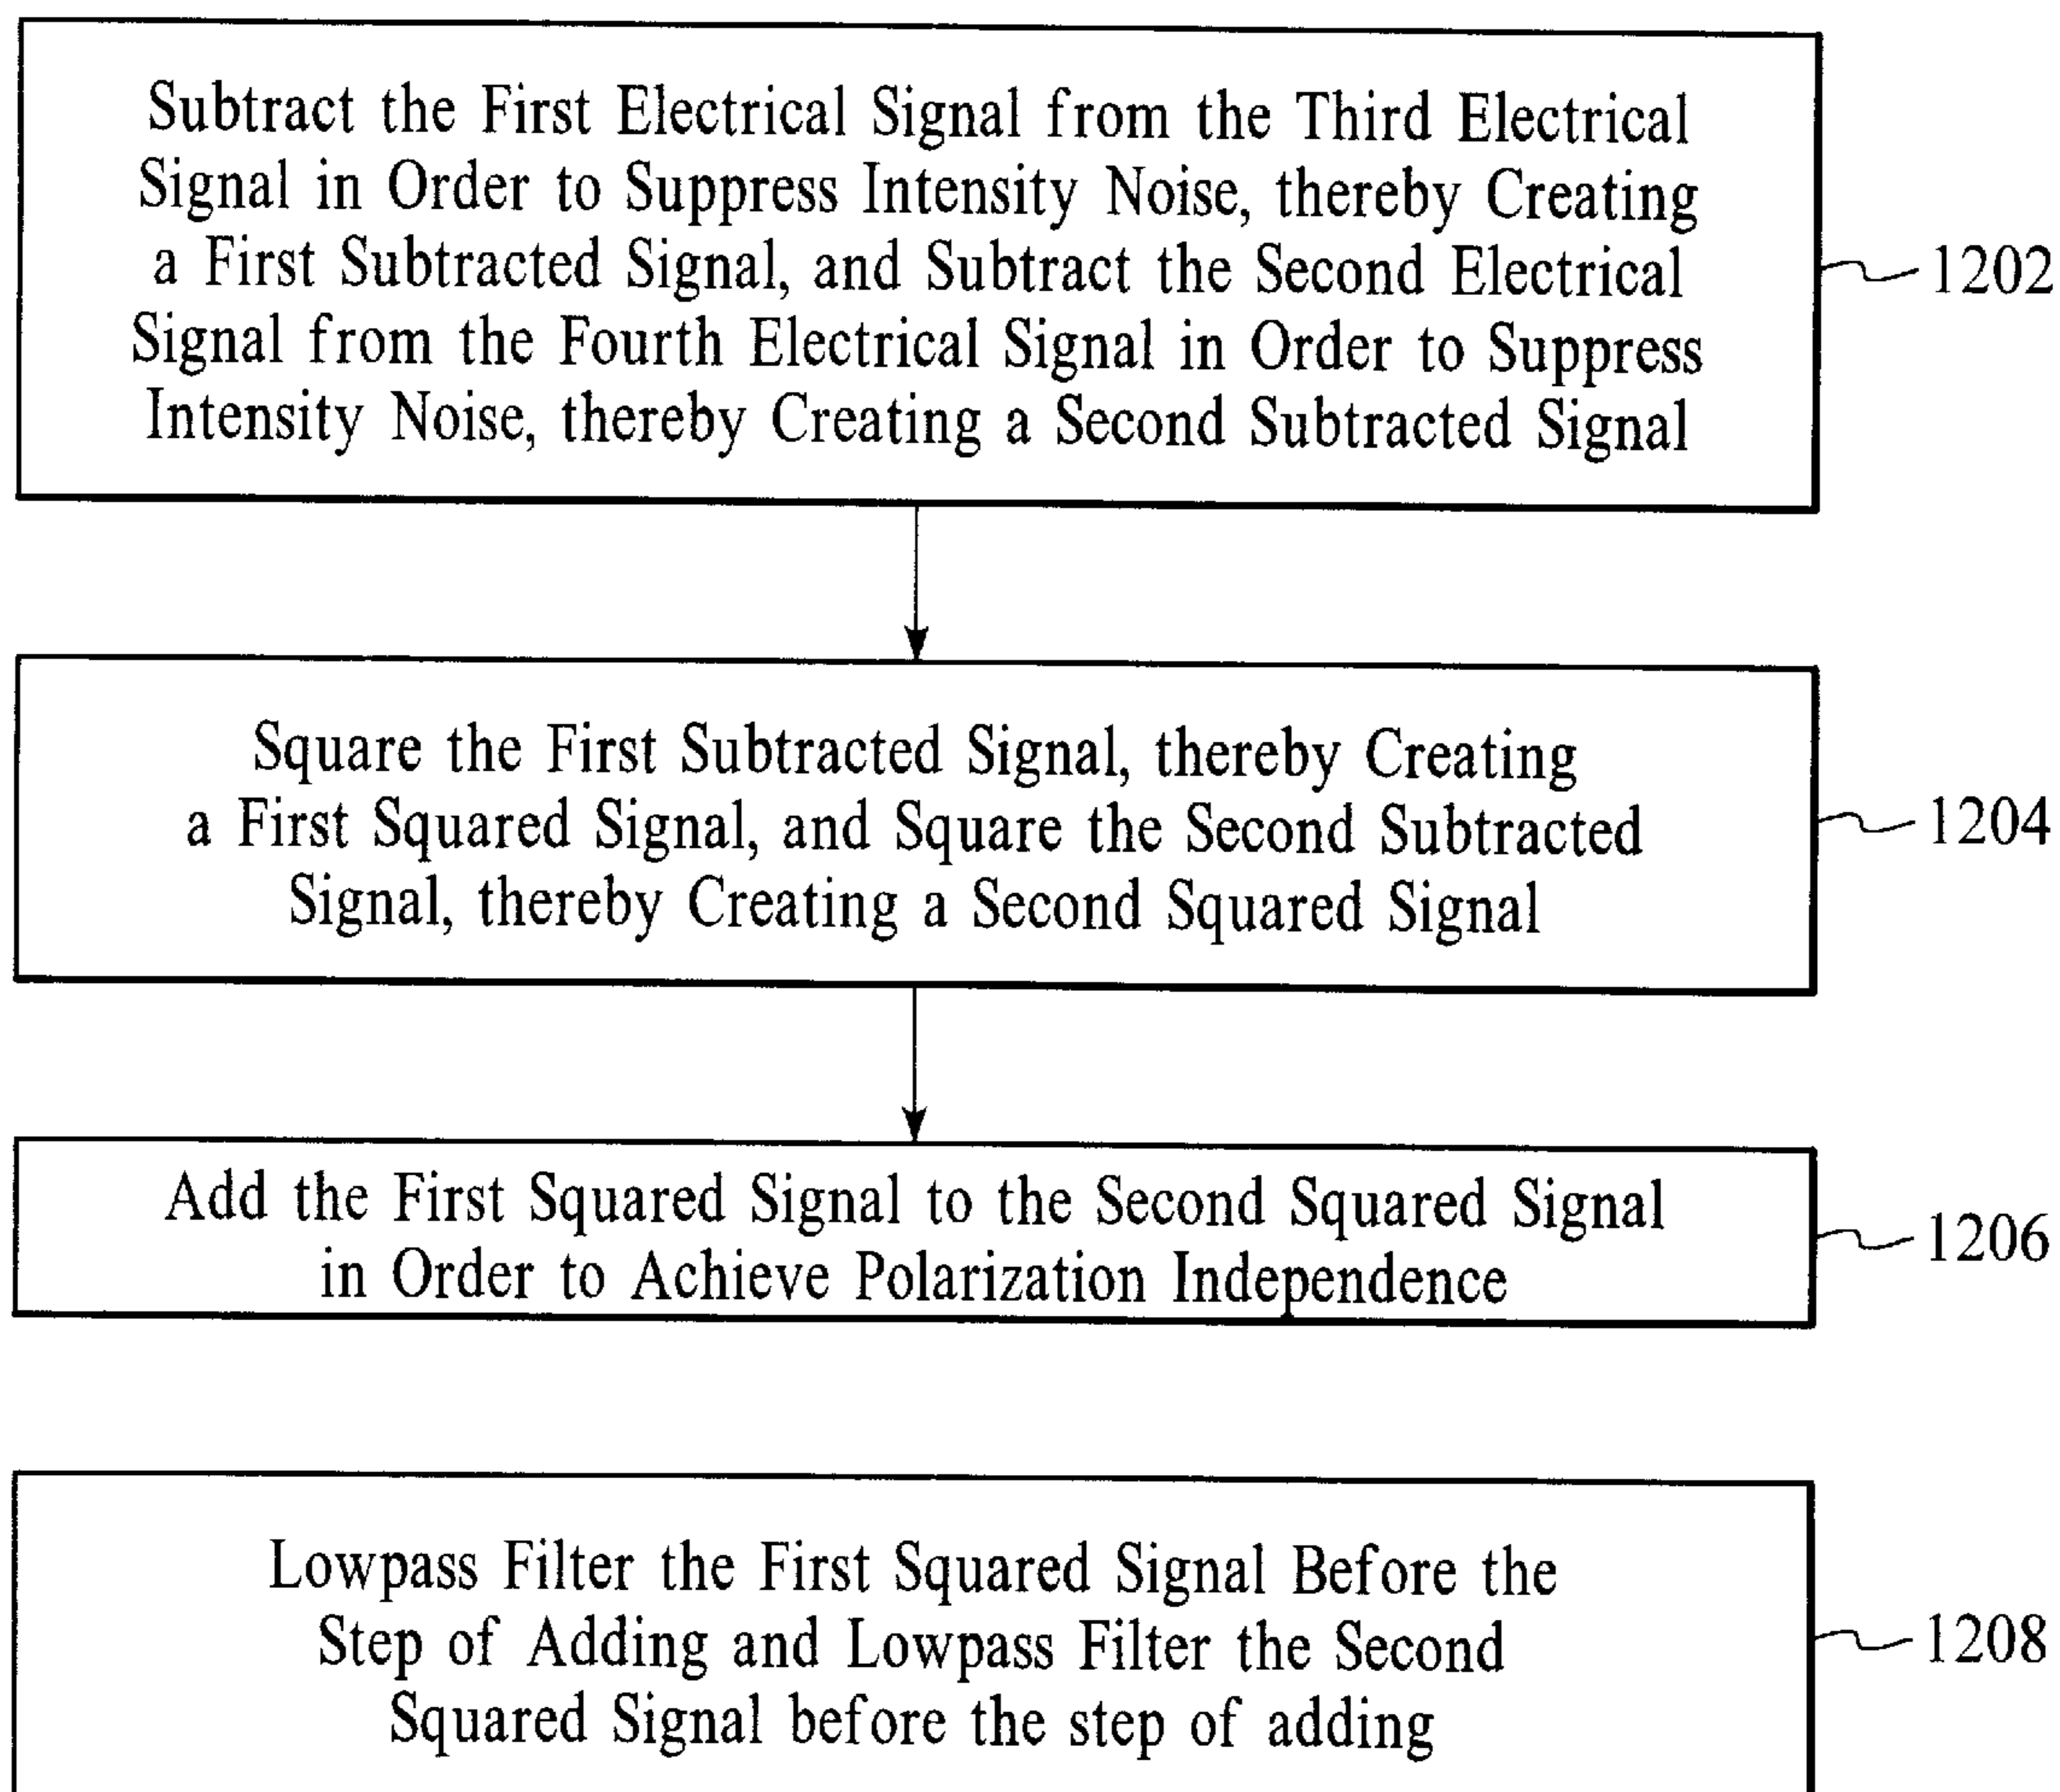 Subtract the First Electrical Signal from the Third Electrical
Signal in Order to Suppress Intensity Noise, thereby Creating
a First Subtracted Signal, and Subtract the Second Electrical
Signal from the Fourth Electrical Signal in Order to Suppress
Intensity Noise, thereby Creating a Second Subtracted Signal
1202
Square the First Subtracted Signal, thereby Creating
a First Squared Signal, and Square the Second Subtracted
Signal, thereby Creating a Second Squared Signal
1204
Add the First Squared Signal to the Second Squared Signal
in Order to Achieve Polarization Independence
1206
Lowpass Filter the First Squared Signal Before the
Step of Adding and Lowpass Filter the Second
Squared Signal before the step of adding
1208